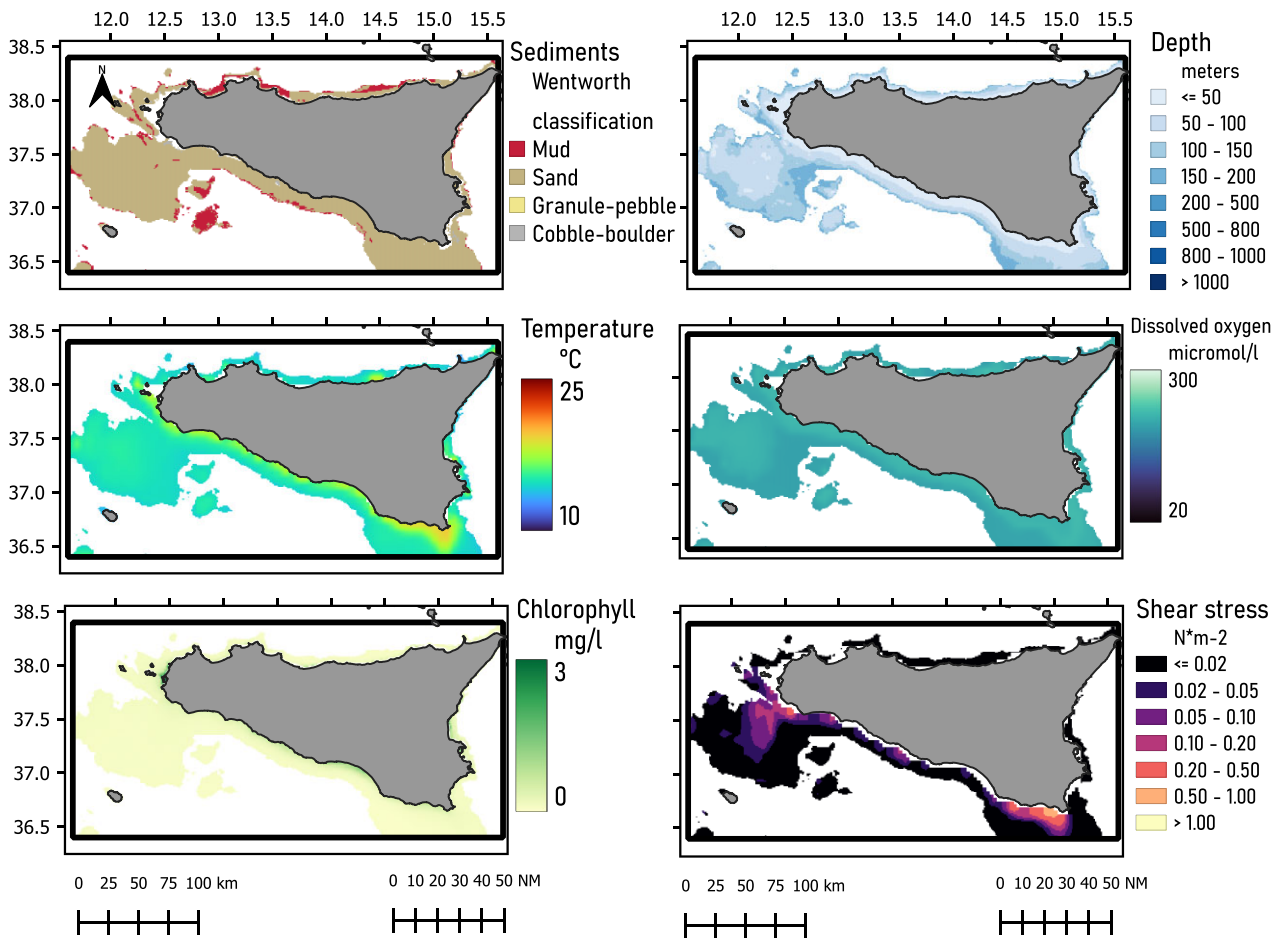 12.0 12.5 13.0 13.5 14.0 14.5 15.0 15.5
38.5
38.0
37.5
37.0
36.5
N
Sediments
Wentworth
classification
Mud
Sand
Granule-pebble
Cobble-boulder
12.0 12.5 13.0 13.5 14.0 14.5 15.0 15.5
Depth
meters
<= 50
50 - 100
100 - 150
150 - 200
200 - 500
500 - 800
800 - 1000
> 1000
38.5
38.0
37.5
37.0
36.5
Temperature
°C
25
10
Dissolved oxygen
micromol/l
300
20
38.5
38.0
37.5
37.0
36.5
Chlorophyll
mg/l
3
0
Shear stress
N*m-2
<= 0.02
0.02 - 0.05
0.05 - 0.10
0.10 - 0.20
0.20 - 0.50
0.50 - 1.00
> 1.00
0 25 50 75 100 km
0 10 20 30 40 50 NM
0 25 50 75 100 km
0 10 20 30 40 50 NM